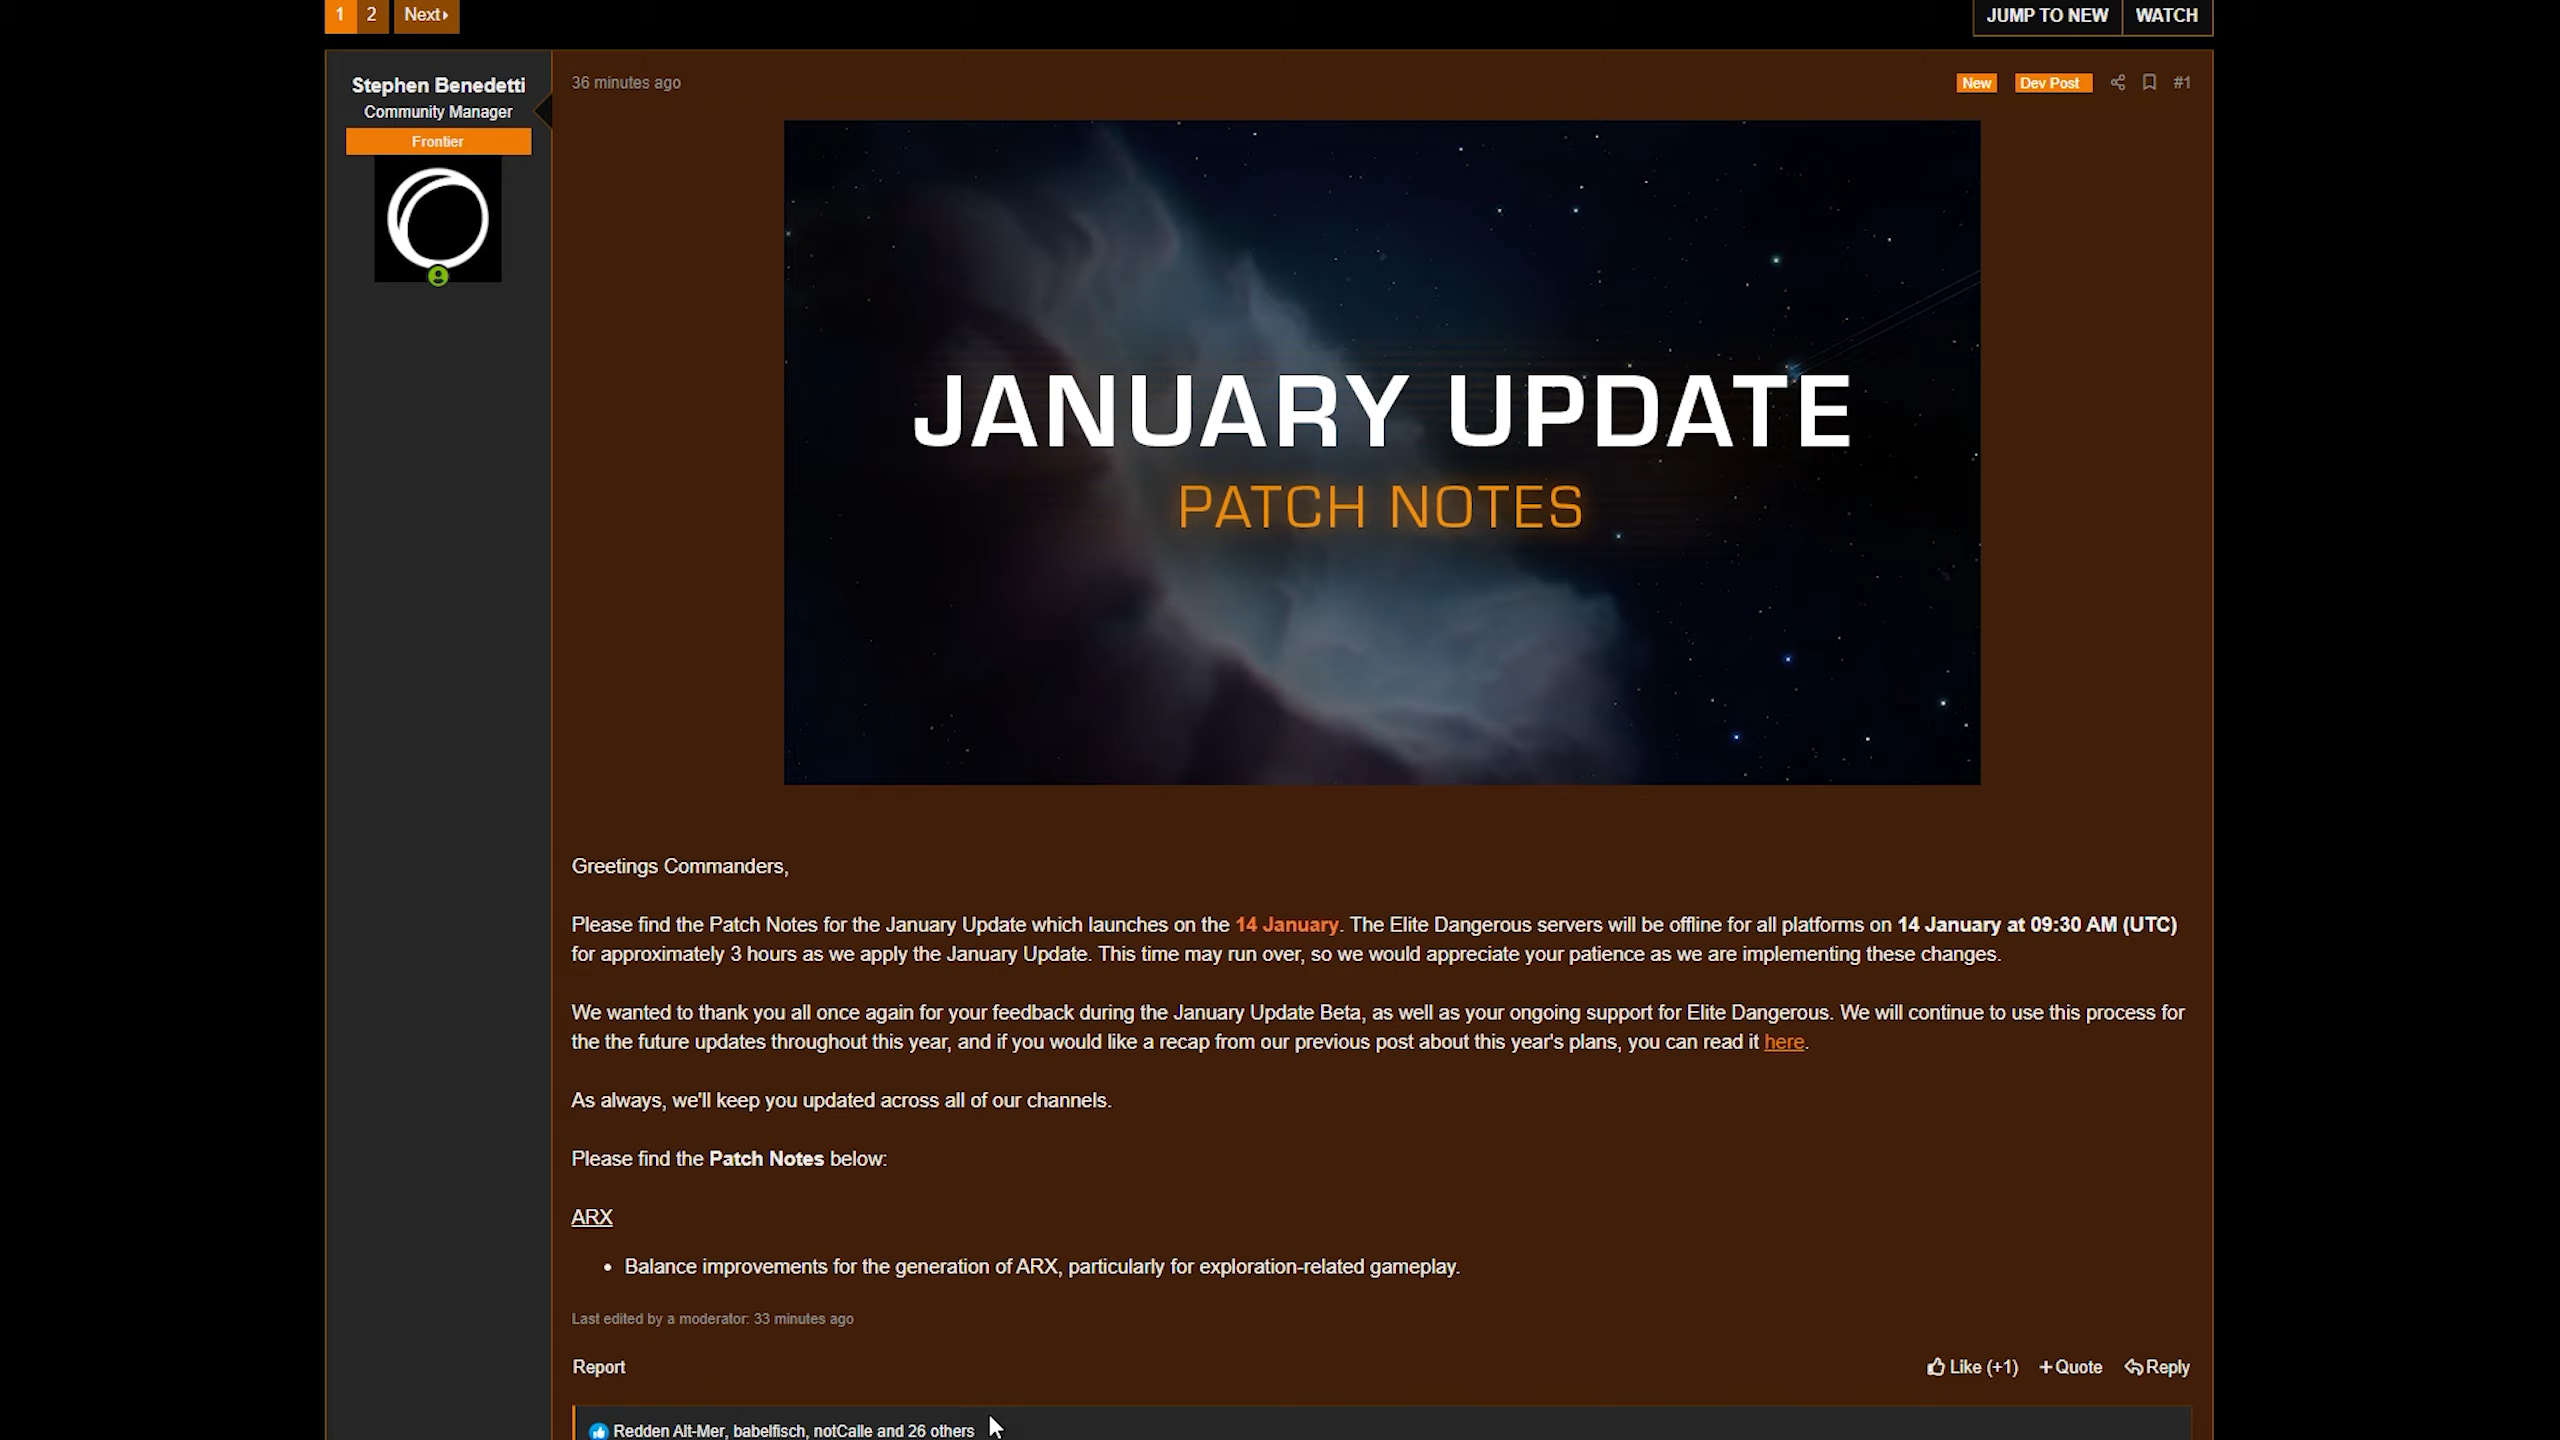 1 2 Next
JUMP TO NEW WATCH
Stephen Benedetti
Community Manager
Frontier
36 minutes ago
New Dev Post #1
JANUARY UPDATE
PATCH NOTES
Greetings Commanders,
Please find the Patch Notes for the January Update which launches on the 14 January. The Elite Dangerous servers will be offline for all platforms on 14 January at 09:30 AM (UTC)
for approximately 3 hours as we apply the January Update. This time may run over, so we would appreciate your patience as we are implementing these changes.
We wanted to thank you all once again for your feedback during the January Update Beta, as well as your ongoing support for Elite Dangerous. We will continue to use this process for
the the future updates throughout this year, and if you would like a recap from our previous post about this year's plans, you can read it here.
As always, we'll keep you updated across all of our channels.
Please find the Patch Notes below:
ARX
• Balance improvements for the generation of ARX, particularly for exploration-related gameplay.
Last edited by a moderator: 33 minutes ago
Report
Like (+1) +Quote Reply
Redden Alt-Mer, babelfisch, notCalle and 26 others